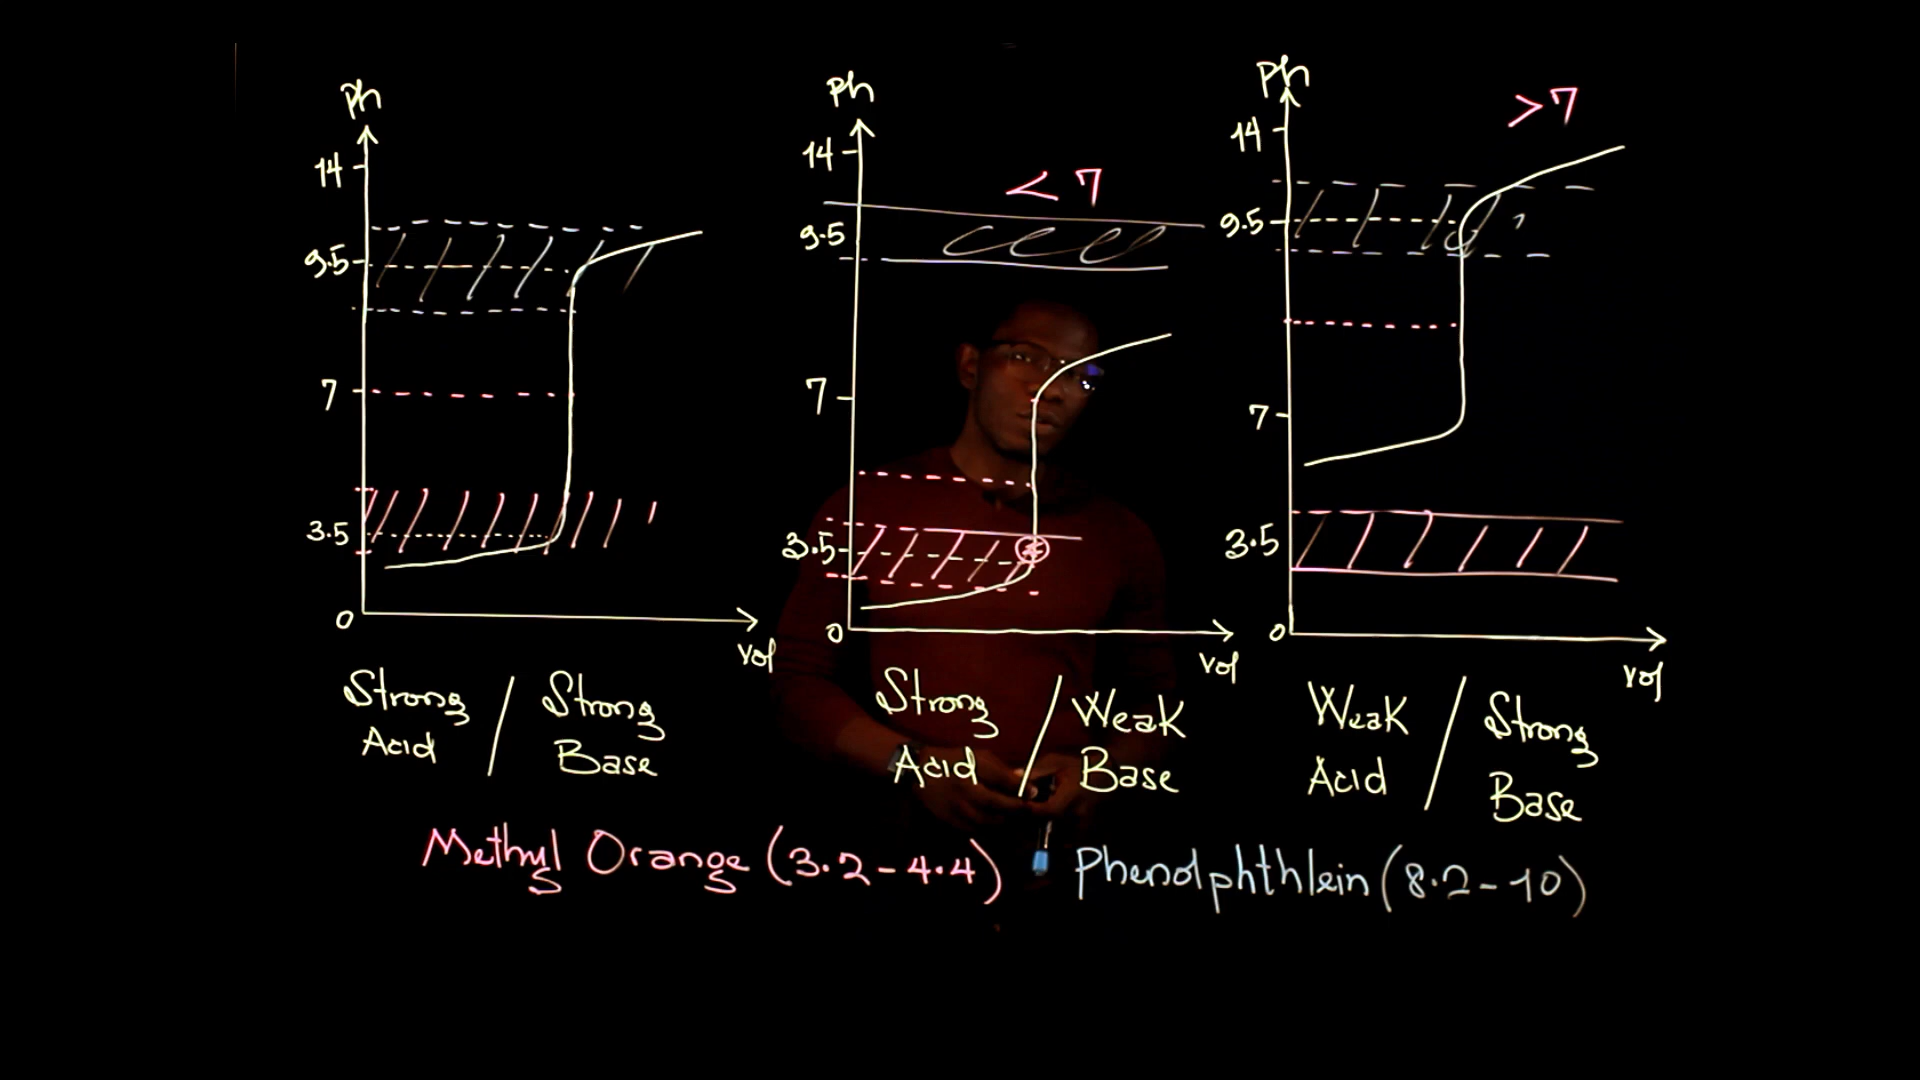 Ph
14
9.5
7
3.5
0
Vol
Strong Acid / Strong Base
Ph
14
< 7
9.5
7
3.5
0
Vol
Strong Acid / Weak Base
Ph
> 7
14
9.5
7
3.5
0
Vol
Weak Acid / Strong Base
Methyl Orange (3.2-4.4)
Phenolphthlein (8.2-10)